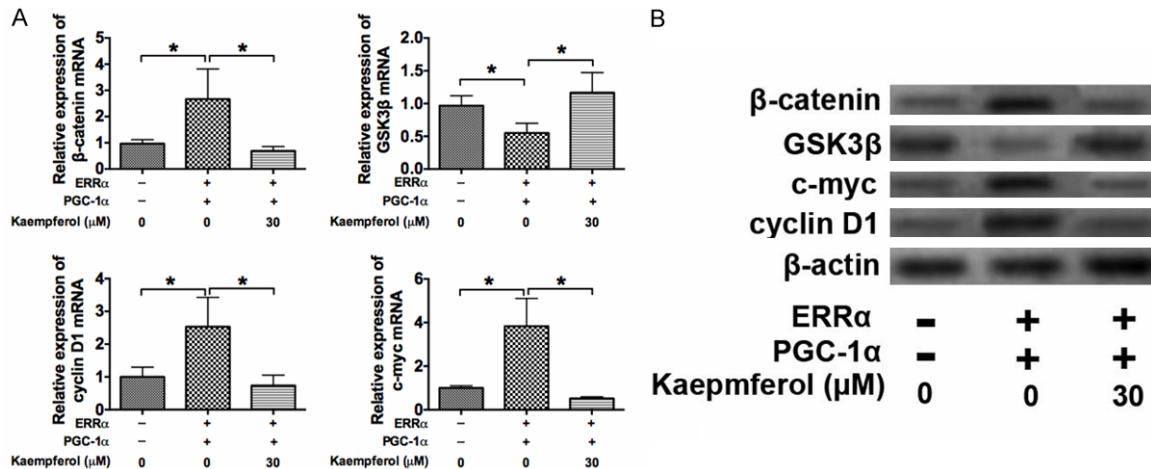 A
Relative expression of
β-catenin mRNA
5
4
3
2
1
0
*
*
ERRα
–
+
+
PGC-1α
–
+
+
Kaempferol (μM)
0
0
30
Relative expression of
GSK3β mRNA
2.0
1.5
1.0
0.5
0.0
*
*
ERRα
–
+
+
PGC-1α
–
+
+
Kaempferol (μM)
0
0
30
Relative expression of
cyclin D1 mRNA
4
3
2
1
0
*
*
ERRα
–
+
+
PGC-1α
–
+
+
Kaempferol (μM)
0
0
30
Relative expression of
c-myc mRNA
6
4
2
0
*
*
ERRα
–
+
+
PGC-1α
–
+
+
Kaempferol (μM)
0
0
30
B
β-catenin
GSK3β
c-myc
cyclin D1
β-actin
ERRα - + +
PGC-1α - + +
Kaepmferol (μM) 0 0 30